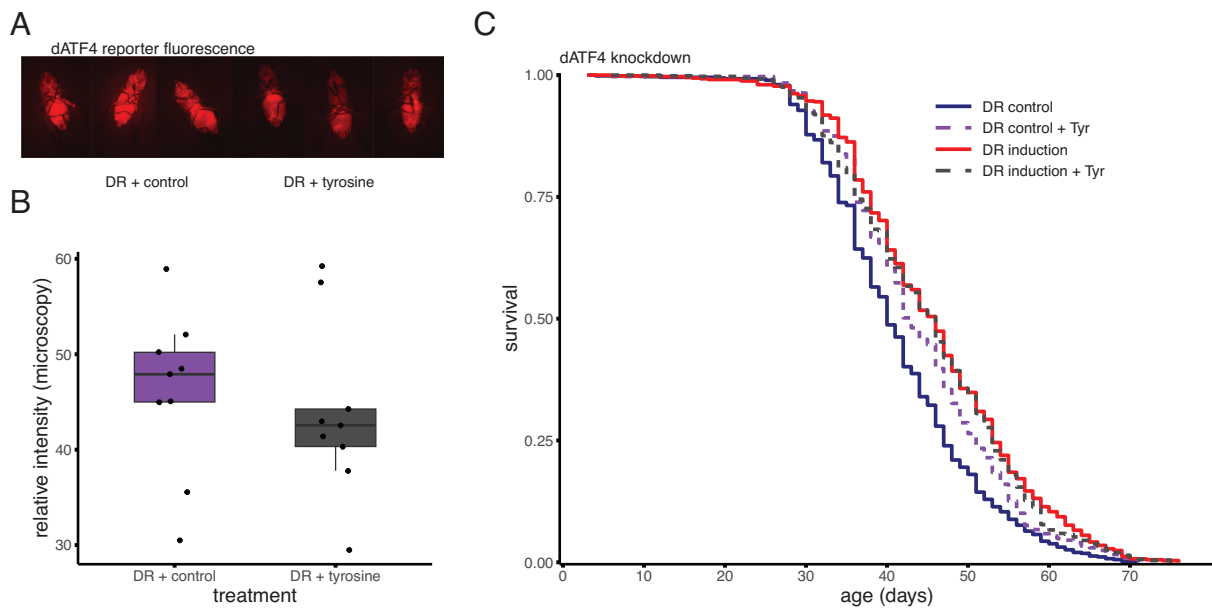 A
dATF4 reporter fluorescence
DR + control
DR + tyrosine
B
60
50
40
30
relative intensity (microscopy)
DR + control
DR + tyrosine
treatment
C
dATF4 knockdown
1.00
0.75
0.50
0.25
0.00
survival
DR control
DR control + Tyr
DR induction
DR induction + Tyr
0
10
20
30
40
50
60
70
age (days)